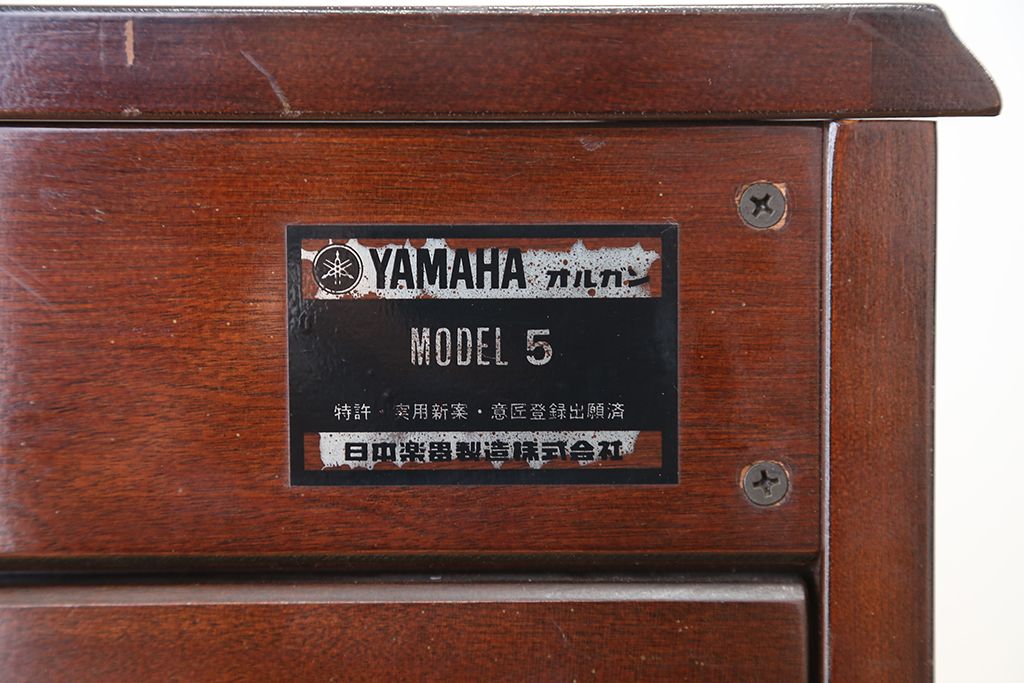 YAMAHA オルガン
MODEL 5
特許・実用新案・意匠登録出願済
日本楽器製造株式会社